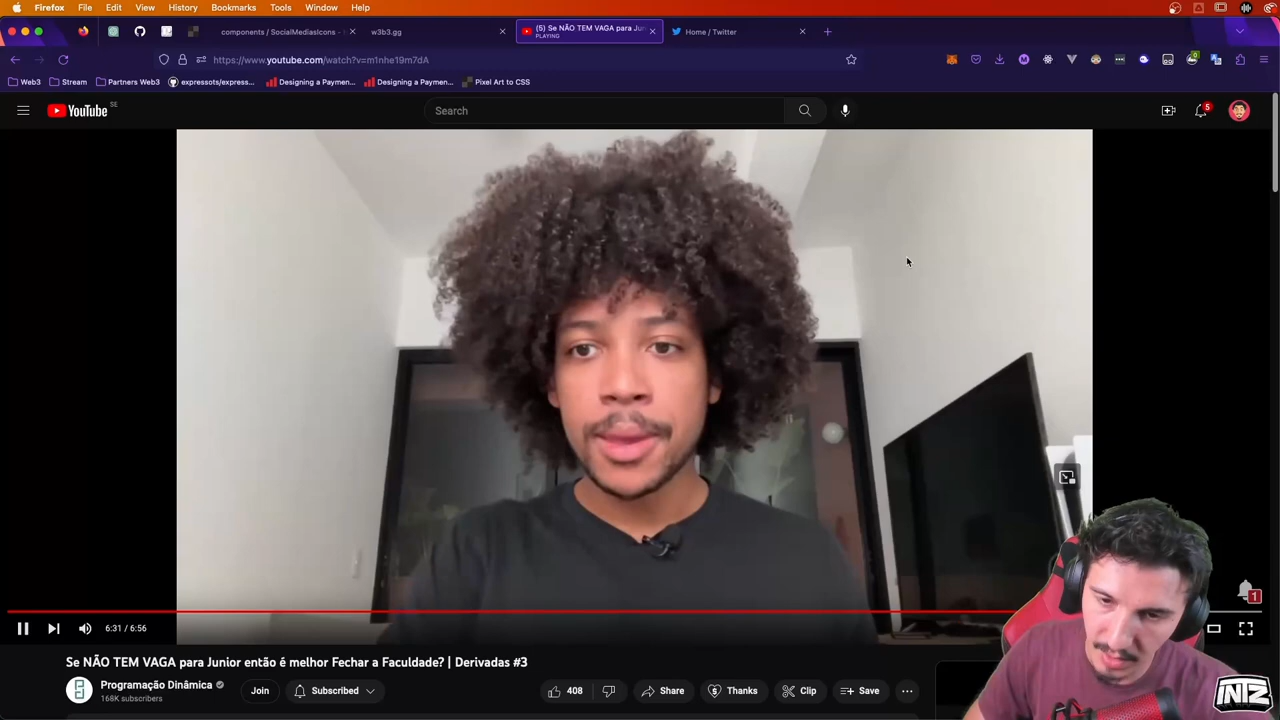 Firefox File Edit View History Bookmarks Tools Window Help
components / SocialMediasIcons -
w3b3.gg
(5) Se NÃO TEM VAGA para Jun
PLAYING
Home / Twitter
https://www.youtube.com/watch?v=m1nhe19m7dA
Web3 Stream Partners Web3 expressots/express... Designing a Paymen... Designing a Paymen... Pixel Art to CSS
YouTube SE
Search
5
1
6:31 / 6:56
Se NÃO TEM VAGA para Junior então é melhor Fechar a Faculdade? | Derivadas #3
Programação Dinâmica
168K subscribers
Join
Subscribed
408
Share
Thanks
Clip
Save
INTZ